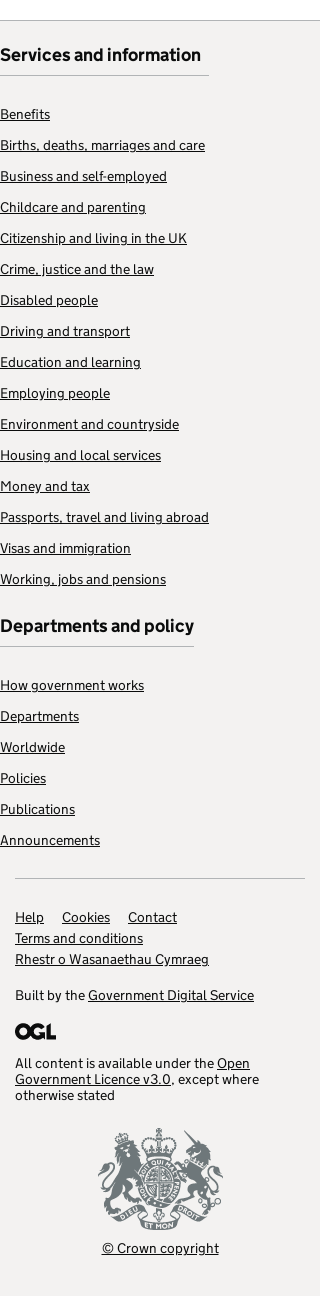 Services and information
Benefits
Births, deaths, marriages and care
Business and self-employed
Childcare and parenting
Citizenship and living in the UK
Crime, justice and the law
Disabled people
Driving and transport
Education and learning
Employing people
Environment and countryside
Housing and local services
Money and tax
Passports, travel and living abroad
Visas and immigration
Working, jobs and pensions
Departments and policy
How government works
Departments
Worldwide
Policies
Publications
Announcements
Help Cookies Contact
Terms and conditions
Rhestr o Wasanaethau Cymraeg
Built by the Government Digital Service
OGL
All content is available under the Open
Government Licence v3.0, except where
otherwise stated
DIEU ET MON DROIT
© Crown copyright